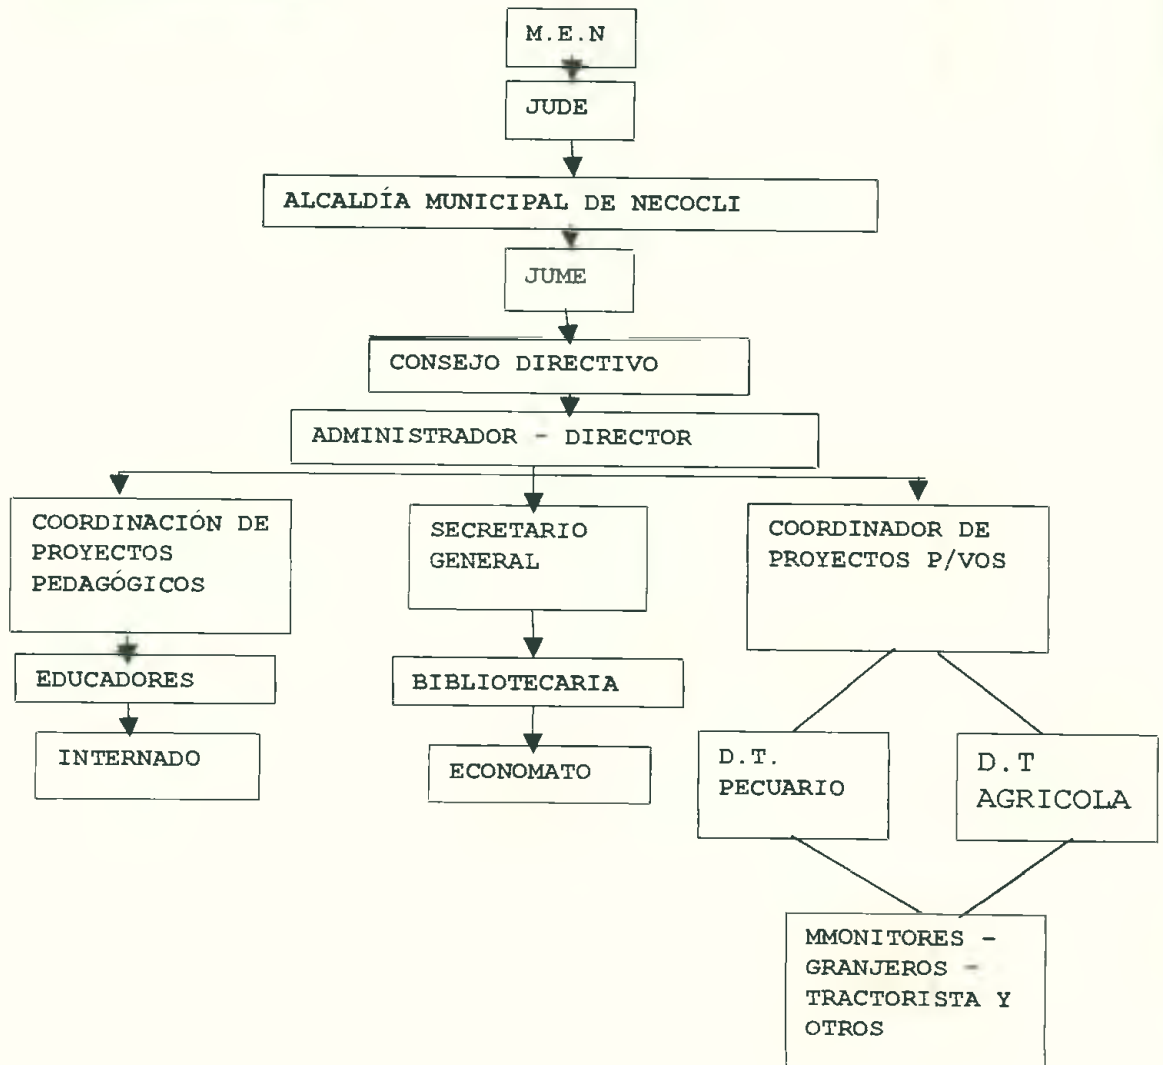 M.E.N
JUDE
ALCALDÍA MUNICIPAL DE NECOCLI
JUME
CONSEJO DIRECTIVO
ADMINISTRADOR - DIRECTOR
COORDINACIÓN DE
PROYECTOS
PEDAGÓGICOS
SECRETARIO
GENERAL
COORDINADOR DE
PROYECTOS P/VOS
EDUCADORES
BIBLIOTECARIA
INTERNADO
ECONOMATO
D.T.
PECUARIO
D.T
AGRICOLA
MMONITORES -
GRANJEROS -
TRACTORISTA Y
OTROS